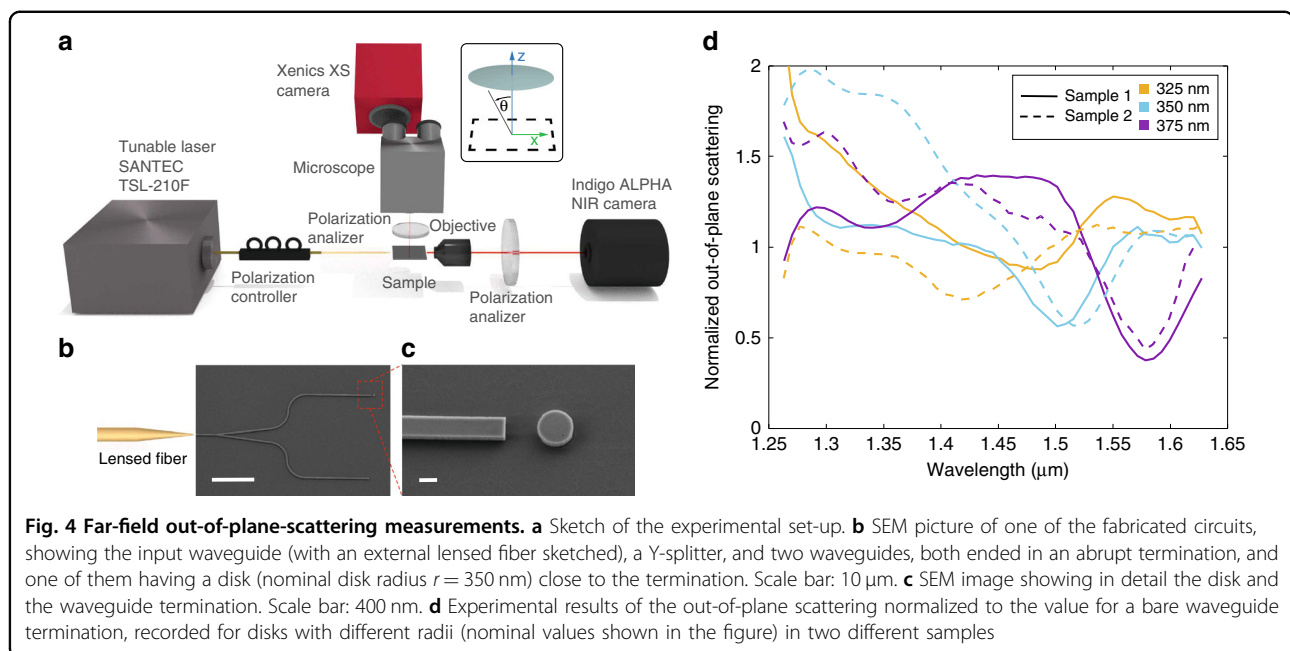 a
Xenics XS
camera
z
θ
x
Tunable laser
SANTEC
TSL-210F
Microscope
Indigo ALPHA
NIR camera
Polarization
analizer
Objective
Polarization
controller
Sample
Polarization
analizer
b
Lensed fiber
c
d
Normalized out-of-plane scattering
2
1.5
1
0.5
0
Sample 1
Sample 2
325 nm
350 nm
375 nm
1.25
1.3
1.35
1.4
1.45
1.5
1.55
1.6
1.65
Wavelength (μm)
Fig. 4 Far-field out-of-plane-scattering measurements. a Sketch of the experimental set-up. b SEM picture of one of the fabricated circuits,
showing the input waveguide (with an external lensed fiber sketched), a Y-splitter, and two waveguides, both ended in an abrupt termination, and
one of them having a disk (nominal disk radius r = 350 nm) close to the termination. Scale bar: 10 μm. c SEM image showing in detail the disk and
the waveguide termination. Scale bar: 400 nm. d Experimental results of the out-of-plane scattering normalized to the value for a bare waveguide
termination, recorded for disks with different radii (nominal values shown in the figure) in two different samples